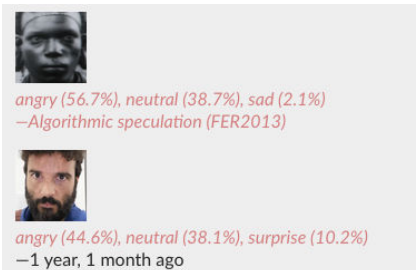 angry (56.7%), neutral (38.7%), sad (2.1%)
—Algorithmic speculation (FER2013)
angry (44.6%), neutral (38.1%), surprise (10.2%)
—1 year, 1 month ago